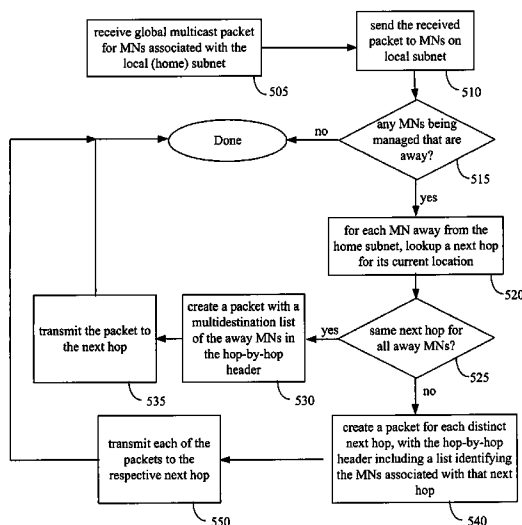 receive global multicast packet
for MNs associated with the
local (home) subnet
505
send the received
packet to MNs on
local subnet
510
any MNs being
managed that are
away?
515
no
Done
yes
for each MN away from the
home subnet, lookup a next hop
for its current location
520
same next hop for
all away MNs?
525
yes
create a packet with a
multidestination list
of the away MNs in
the hop-by-hop
header
530
transmit the packet to
the next hop
535
no
create a packet for each distinct
next hop, with the hop-by-hop
header including a list identifying
the MNs associated with that next
hop
540
transmit each of the
packets to the
respective next hop
550